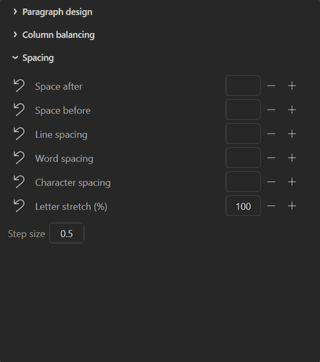 Paragraph design
Column balancing
Spacing
Space after
Space before
Line spacing
Word spacing
Character spacing
Letter stretch (%) 100
Step size 0.5